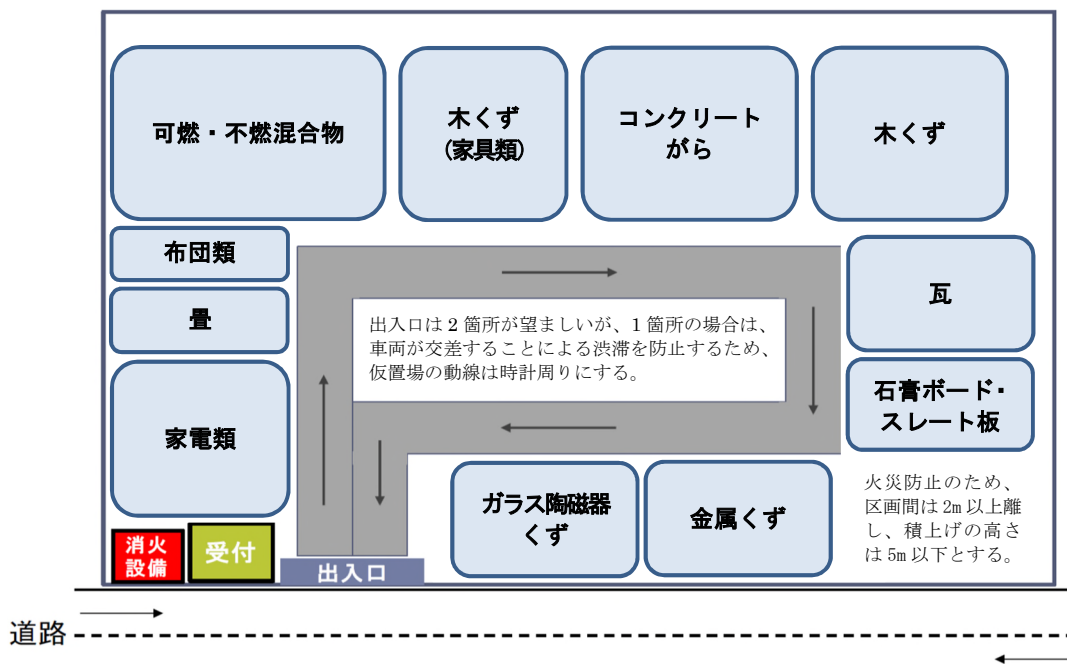 可燃・不燃混合物
木くず
(家具類)
コンクリート
がら
木くず
布団類
畳
家電類
瓦
石膏ボード・
スレート板
出入口は2箇所が望ましいが、1箇所の場合は、
車両が交差することによる渋滞を防止するため、
仮置場の動線は時計周りにする。
ガラス陶磁器
くず
金属くず
火災防止のため、
区画間は2m以上離
し、積上げの高さ
は5m以下とする。
消火
設備
受付
出入口
道路